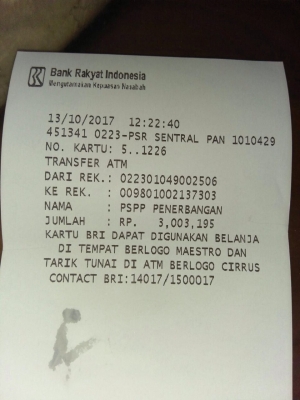 Bank Rakyat Indonesia
Mengutamakan Kepuasan Nasabah
13/10/2017 12:22:40
451341 0223-PSR SENTRAL PAN 1010429
NO. KARTU: 5..1226
TRANSFER ATM
DARI REK.: 022301049002506
KE REK. : 009801002137303
NAMA : PSPP PENERBANGAN
JUMLAH : RP. 3,003,195
KARTU BRI DAPAT DIGUNAKAN BELANJA
DI TEMPAT BERLOGO MAESTRO DAN
TARIK TUNAI DI ATM BERLOGO CIRRUS
CONTACT BRI:14017/1500017